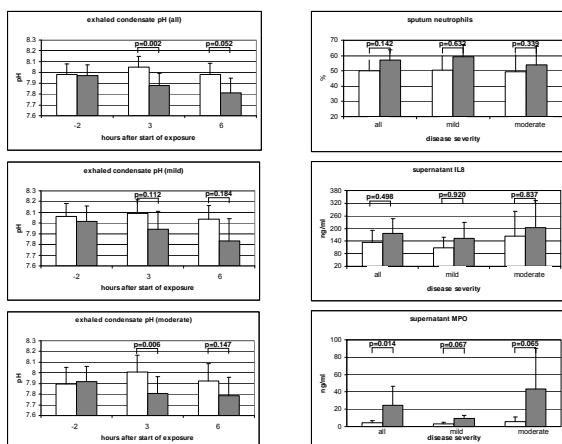 exhaled condensate pH (all)
p=0.002
p=0.052
8.3
8.2
8.1
8
7.9
7.8
7.7
7.6
pH
-2
3
6
hours after start of exposure
exhaled condensate pH (mild)
p=0.112
p=0.184
8.3
8.2
8.1
8
7.9
7.8
7.7
7.6
pH
-2
3
6
hours after start of exposure
exhaled condensate pH (moderate)
p=0.006
p=0.147
8.3
8.2
8.1
8
7.9
7.8
7.7
7.6
pH
-2
3
6
hours after start of exposure
sputum neutrophils
p=0.142
p=0.632
p=0.339
70
60
50
40
30
20
%
all
mild
moderate
disease severity
supernatant IL8
p=0.498
p=0.920
p=0.837
380
320
260
200
140
80
20
ng/ml
all
mild
moderate
disease severity
supernatant MPO
p=0.014
p=0.067
p=0.065
100
80
60
40
20
0
ng/ml
all
mild
moderate
disease severity